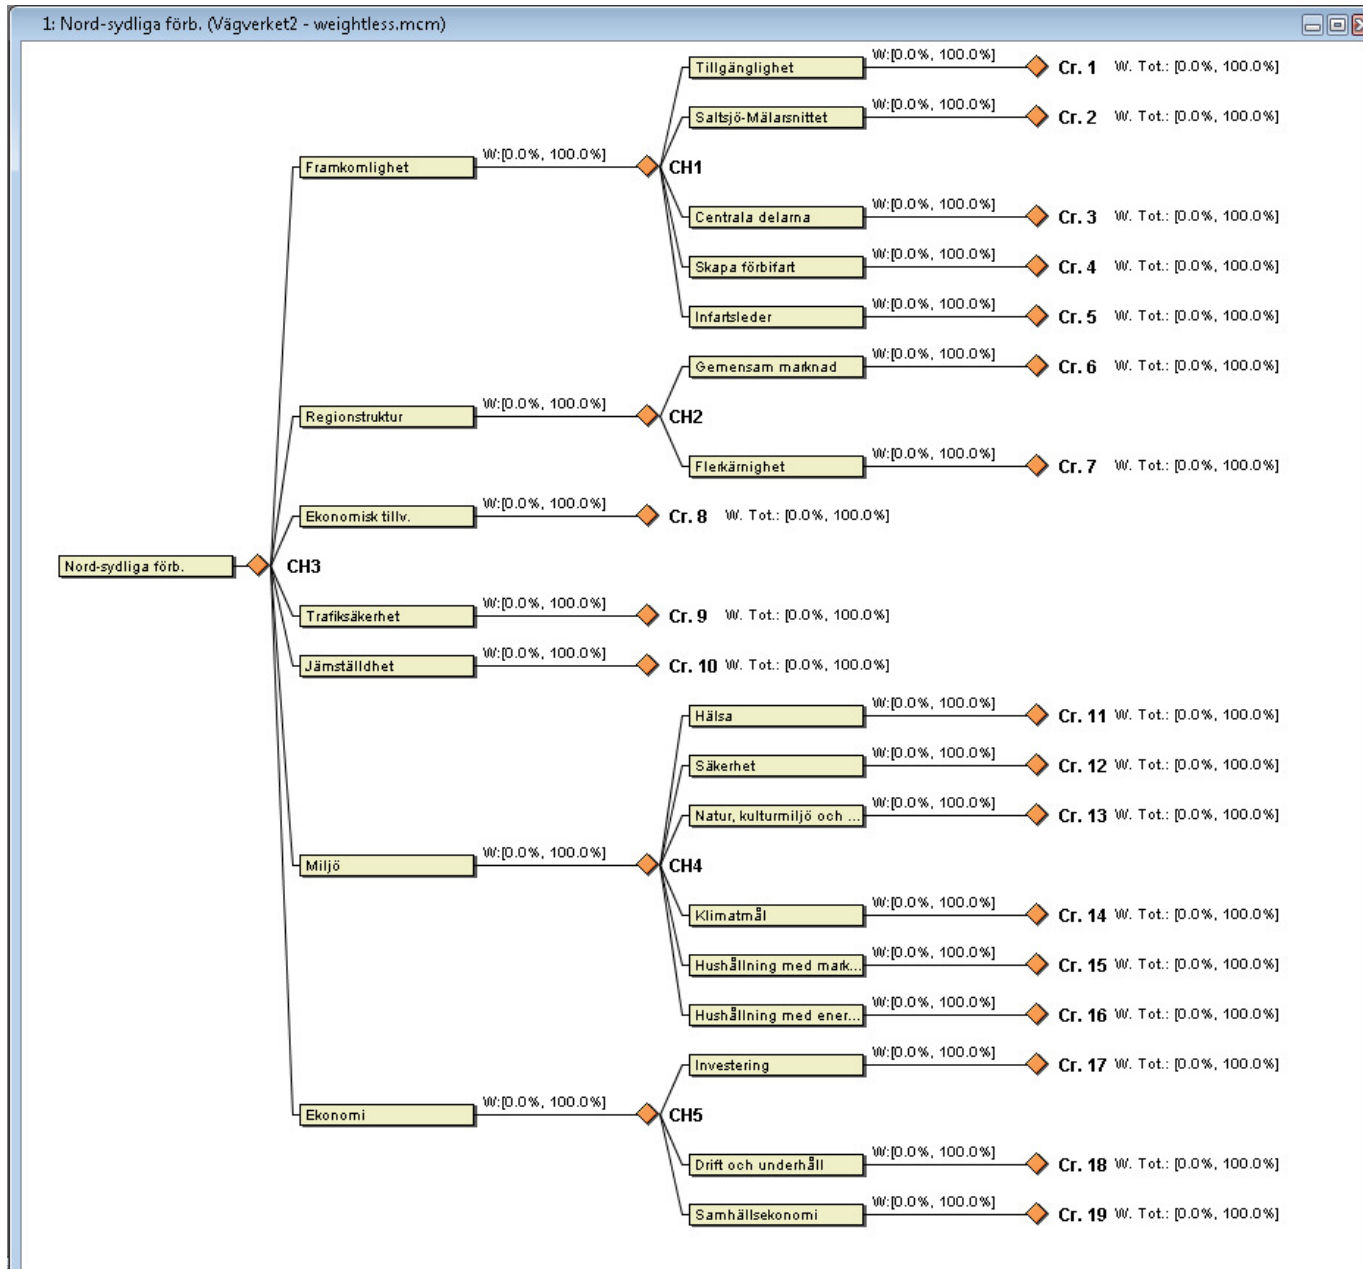 1: Nord-sydliga förb. (Vägverket2 - weightless.mcm)
Tillgänglighet W:[0.0%, 100.0%] Cr. 1 W. Tot.: [0.0%, 100.0%]
Saltsjö-Mälarsnittet W:[0.0%, 100.0%] Cr. 2 W. Tot.: [0.0%, 100.0%]
Framkomlighet W:[0.0%, 100.0%] CH1
Centrala delarna W:[0.0%, 100.0%] Cr. 3 W. Tot.: [0.0%, 100.0%]
Skapa förbifart W:[0.0%, 100.0%] Cr. 4 W. Tot.: [0.0%, 100.0%]
Infartsleder W:[0.0%, 100.0%] Cr. 5 W. Tot.: [0.0%, 100.0%]
Gemensam marknad W:[0.0%, 100.0%] Cr. 6 W. Tot.: [0.0%, 100.0%]
Regionstruktur W:[0.0%, 100.0%] CH2
Flerkärnighet W:[0.0%, 100.0%] Cr. 7 W. Tot.: [0.0%, 100.0%]
Ekonomisk tillv. W:[0.0%, 100.0%] Cr. 8 W. Tot.: [0.0%, 100.0%]
Nord-sydliga förb. CH3
Trafiksäkerhet W:[0.0%, 100.0%] Cr. 9 W. Tot.: [0.0%, 100.0%]
Jämställdhet W:[0.0%, 100.0%] Cr. 10 W. Tot.: [0.0%, 100.0%]
Hälsa W:[0.0%, 100.0%] Cr. 11 W. Tot.: [0.0%, 100.0%]
Säkerhet W:[0.0%, 100.0%] Cr. 12 W. Tot.: [0.0%, 100.0%]
Natur, kulturmiljö och ... W:[0.0%, 100.0%] Cr. 13 W. Tot.: [0.0%, 100.0%]
Miljö W:[0.0%, 100.0%] CH4
Klimatmål W:[0.0%, 100.0%] Cr. 14 W. Tot.: [0.0%, 100.0%]
Hushållning med mark... W:[0.0%, 100.0%] Cr. 15 W. Tot.: [0.0%, 100.0%]
Hushållning med ener... W:[0.0%, 100.0%] Cr. 16 W. Tot.: [0.0%, 100.0%]
Investering W:[0.0%, 100.0%] Cr. 17 W. Tot.: [0.0%, 100.0%]
Ekonomi W:[0.0%, 100.0%] CH5
Drift och underhåll W:[0.0%, 100.0%] Cr. 18 W. Tot.: [0.0%, 100.0%]
Samhällsekonomi W:[0.0%, 100.0%] Cr. 19 W. Tot.: [0.0%, 100.0%]